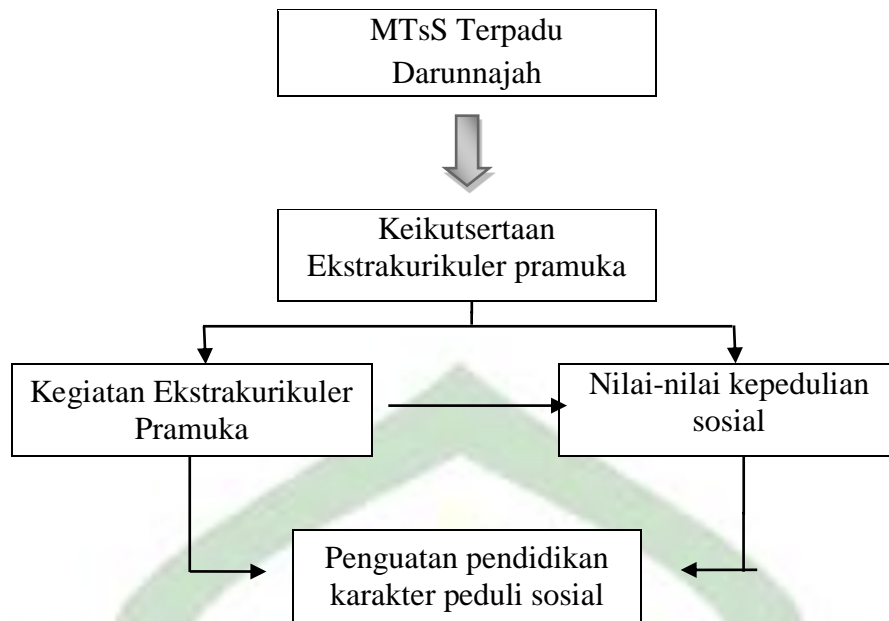 MTsS Terpadu
Darunnajah
Keikutsertaan
Ekstrakurikuler pramuka
Kegiatan Ekstrakurikuler
Pramuka
Nilai-nilai kepedulian
sosial
Penguatan pendidikan
karakter peduli sosial